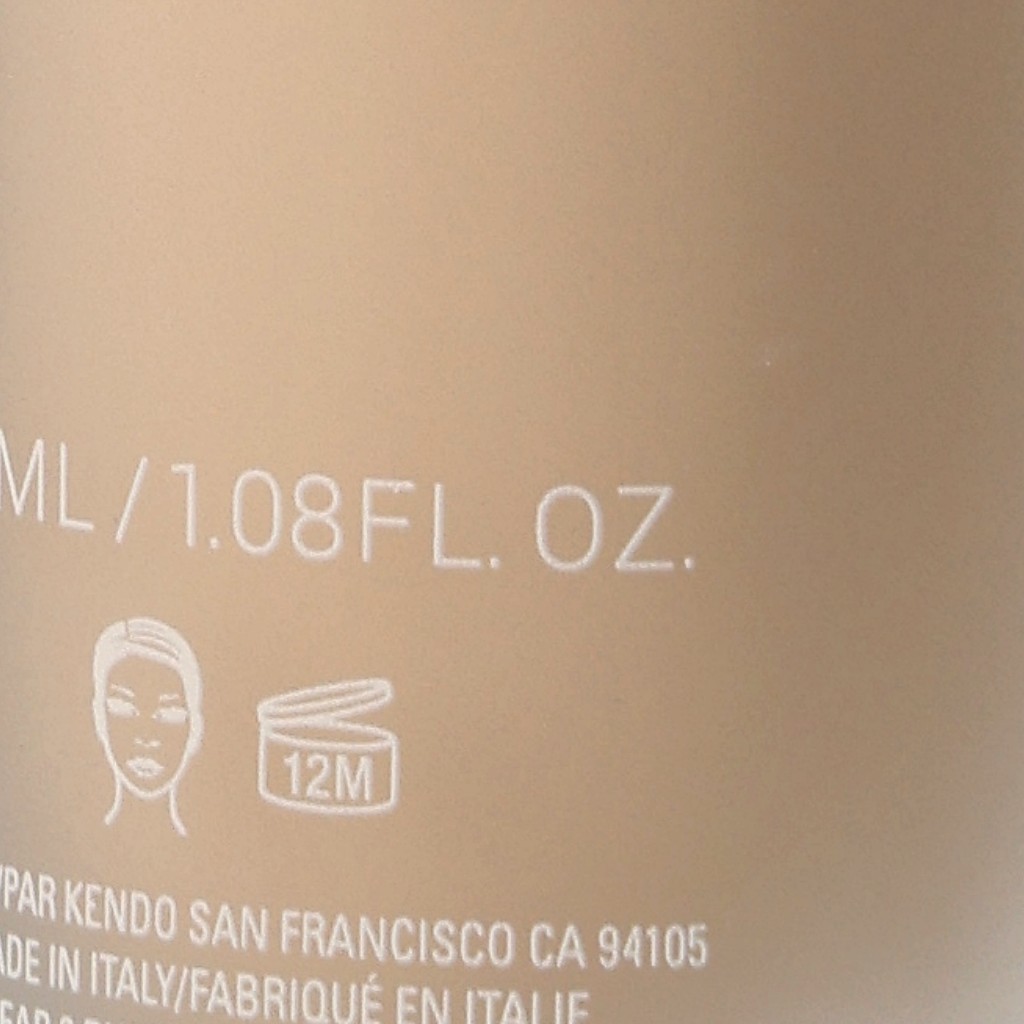 ML / 1.08FL. OZ.
12M
/PAR KENDO SAN FRANCISCO CA 94105
ADE IN ITALY/FABRIQUÉ EN ITALIE